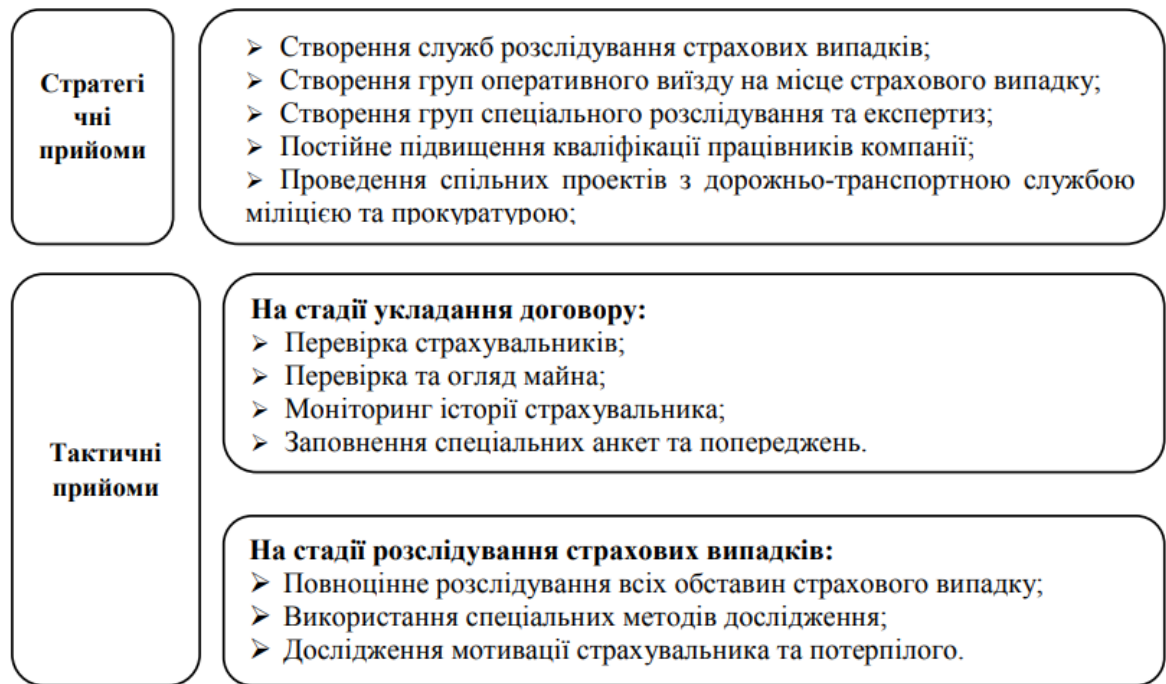 Стратегі
чні
прийоми
➢ Створення служб розслідування страхових випадків;
➢ Створення груп оперативного виїзду на місце страхового випадку;
➢ Створення груп спеціального розслідування та експертиз;
➢ Постійне підвищення кваліфікації працівників компанії;
➢ Проведення спільних проектів з дорожньо-транспортною службою
міліцією та прокуратурою;
Тактичні
прийоми
На стадії укладання договору:
➢ Перевірка страхувальників;
➢ Перевірка та огляд майна;
➢ Моніторинг історії страхувальника;
➢ Заповнення спеціальних анкет та попереджень.
На стадії розслідування страхових випадків:
➢ Повноцінне розслідування всіх обставин страхового випадку;
➢ Використання спеціальних методів дослідження;
➢ Дослідження мотивації страхувальника та потерпілого.